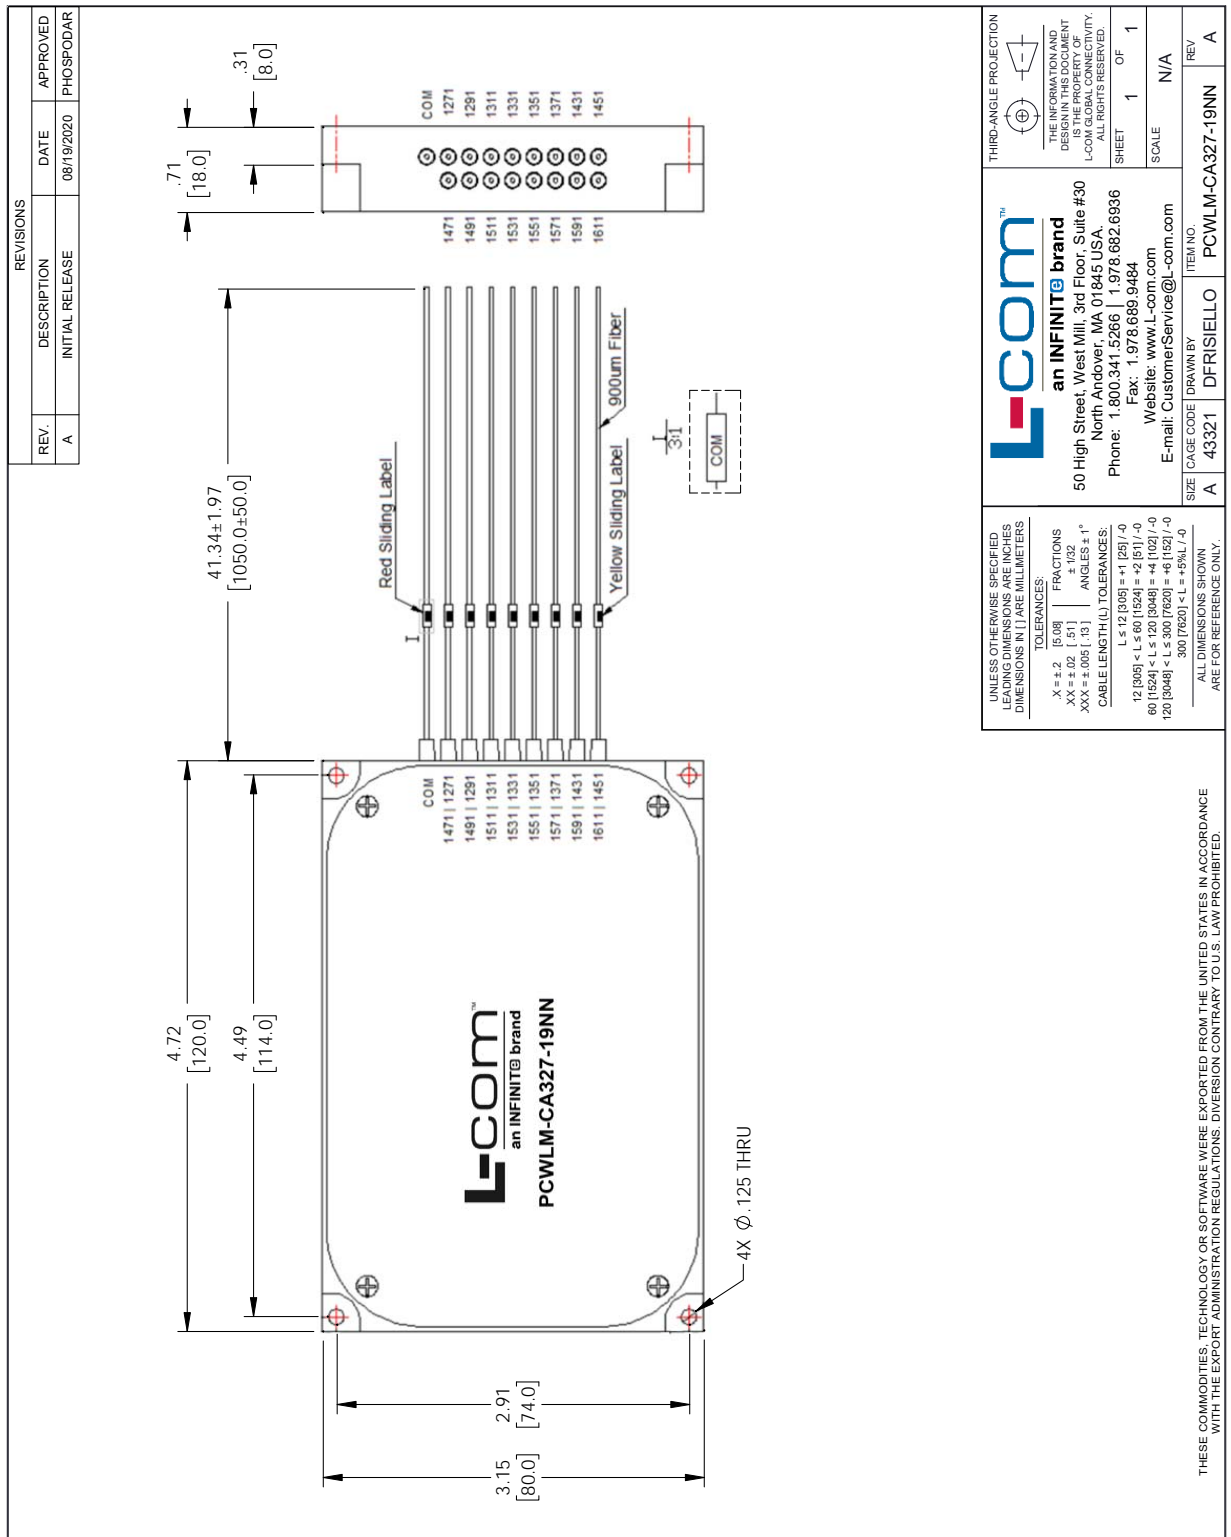 REVISIONS
REV. DESCRIPTION DATE APPROVED
A INITIAL RELEASE 08/19/2020 PHOSPODAR
4.72
[120.0]
4.49
[114.0]
41.34±1.97
[1050.0±50.0]
.71
[18.0]
.31
[8.0]
3.15
[80.0]
2.91
[74.0]
4X Ø.125 THRU
L-com™
an INFINITe brand
PCWLM-CA327-19NN
COM
1471 | 1271
1491 | 1291
1511 | 1311
1531 | 1331
1551 | 1351
1571 | 1371
1591 | 1431
1611 | 1451
Red Sliding Label
I
900um Fiber
Yellow Sliding Label
I
3:1
COM
1471
1491
1511
1531
1551
1571
1591
1611
COM
1271
1291
1311
1331
1351
1371
1431
1451
UNLESS OTHERWISE SPECIFIED
LEADING DIMENSIONS ARE INCHES
DIMENSIONS IN [ ] ARE MILLIMETERS
TOLERANCES:
.X = ±.2 [5.08] FRACTIONS
.XX = ±.02 [.51] ± 1/32
.XXX = ±.005 [.13] ANGLES ± 1°
CABLE LENGTH (L) TOLERANCES:
L ≤ 12 [305] = +1 [25] / -0
12 [305] < L ≤ 60 [1524] = +2 [51] / -0
60 [1524] < L ≤ 120 [3048] = +4 [102] / -0
120 [3048] < L ≤ 300 [7620] = +6 [152] / -0
300 [7620] < L = +5%L / -0
ALL DIMENSIONS SHOWN
ARE FOR REFERENCE ONLY.
L-com™
an INFINITe brand
50 High Street, West Mill, 3rd Floor, Suite #30
North Andover, MA 01845 USA.
Phone: 1.800.341.5266 | 1.978.682.6936
Fax: 1.978.689.9484
Website: www.L-com.com
E-mail: CustomerService@L-com.com
THIRD-ANGLE PROJECTION
THE INFORMATION AND
DESIGN IN THIS DOCUMENT
IS THE PROPERTY OF
L-COM GLOBAL CONNECTIVITY.
ALL RIGHTS RESERVED.
SHEET 1 OF 1
SCALE N/A
SIZE A
CAGE CODE 43321
DRAWN BY DFRISIELLO
ITEM NO. PCWLM-CA327-19NN
REV A
THESE COMMODITIES, TECHNOLOGY OR SOFTWARE WERE EXPORTED FROM THE UNITED STATES IN ACCORDANCE
WITH THE EXPORT ADMINISTRATION REGULATIONS. DIVERSION CONTRARY TO U.S. LAW PROHIBITED.